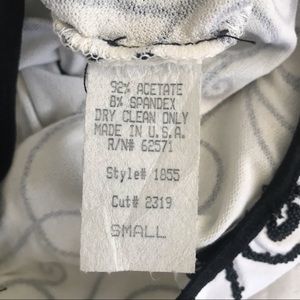 92% ACETATE
8% SPANDEX
DRY CLEAN ONLY
MADE IN U.S.A.
R/N# 62571
Style# 1855
Cut# 2319
SMALL